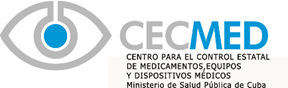 CECMED
CENTRO PARA EL CONTROL ESTATAL
DE MEDICAMENTOS,EQUIPOS
Y DISPOSITIVOS MÉDICOS
Ministerio de Salud Pública de Cuba